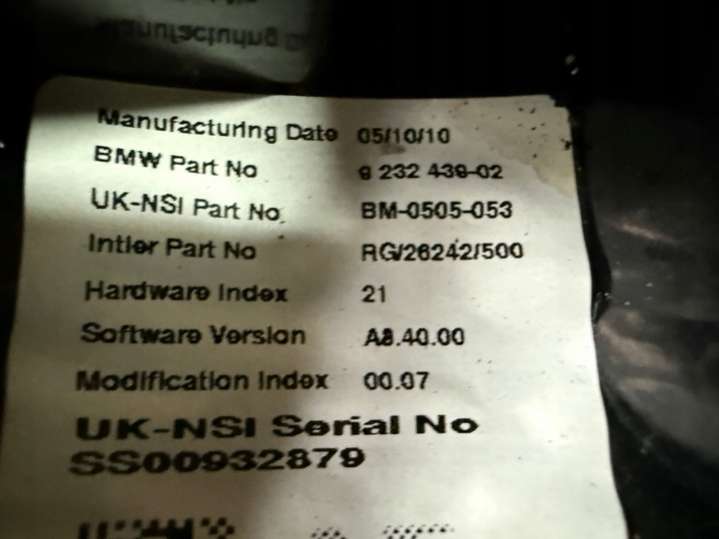 Manufacturing
Manufacturing Date 05/10/10
BMW Part No 9 232 439-02
UK-NSI Part No BM-0505-053
Intier Part No RG/26242/500
Hardware Index 21
Software Version A8.40.00
Modification Index 00.07
UK-NSI Serial No
SS00932879